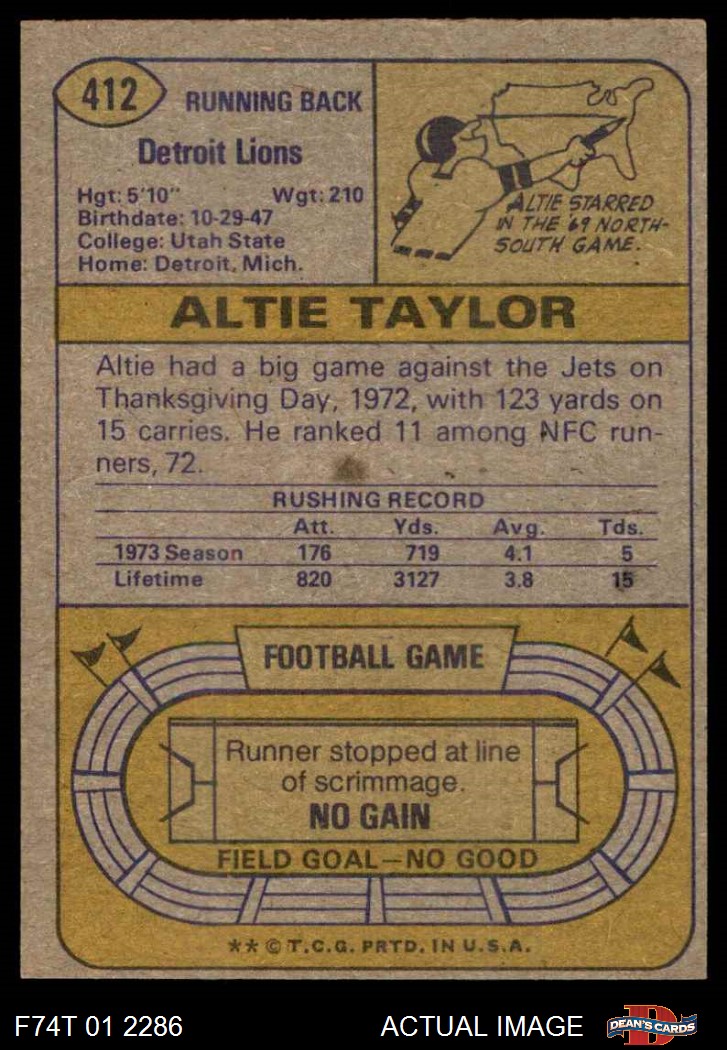 412
RUNNING BACK
Detroit Lions
Hgt: 5'10" Wgt: 210
Birthdate: 10-29-47
College: Utah State
Home: Detroit, Mich.
ALTIE STARRED
IN THE '69 NORTH-
SOUTH GAME.
ALTIE TAYLOR
Altie had a big game against the Jets on
Thanksgiving Day, 1972, with 123 yards on
15 carries. He ranked 11 among NFC run-
ners, 72.
RUSHING RECORD
Att. Yds. Avg. Tds.
1973 Season 176 719 4.1 5
Lifetime 820 3127 3.8 15
FOOTBALL GAME
Runner stopped at line
of scrimmage.
NO GAIN
FIELD GOAL—NO GOOD
** © T.C.G. PRTD. IN U.S.A.
F74T 01 2286 ACTUAL IMAGE
D
DEAN'S CARDS